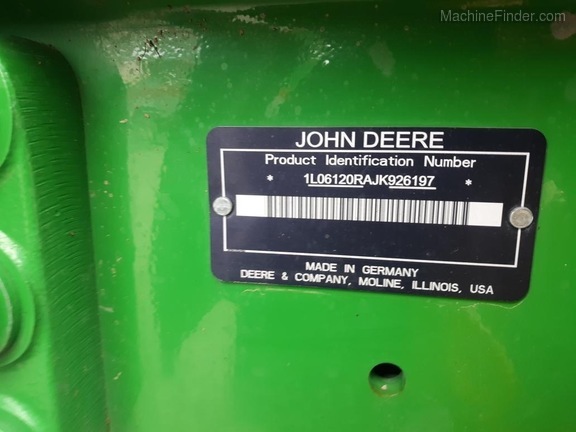 MachineFinder.com
JOHN DEERE
Product Identification Number
* 1L06120RAJK926197 *
MADE IN GERMANY
DEERE & COMPANY, MOLINE, ILLINOIS, USA